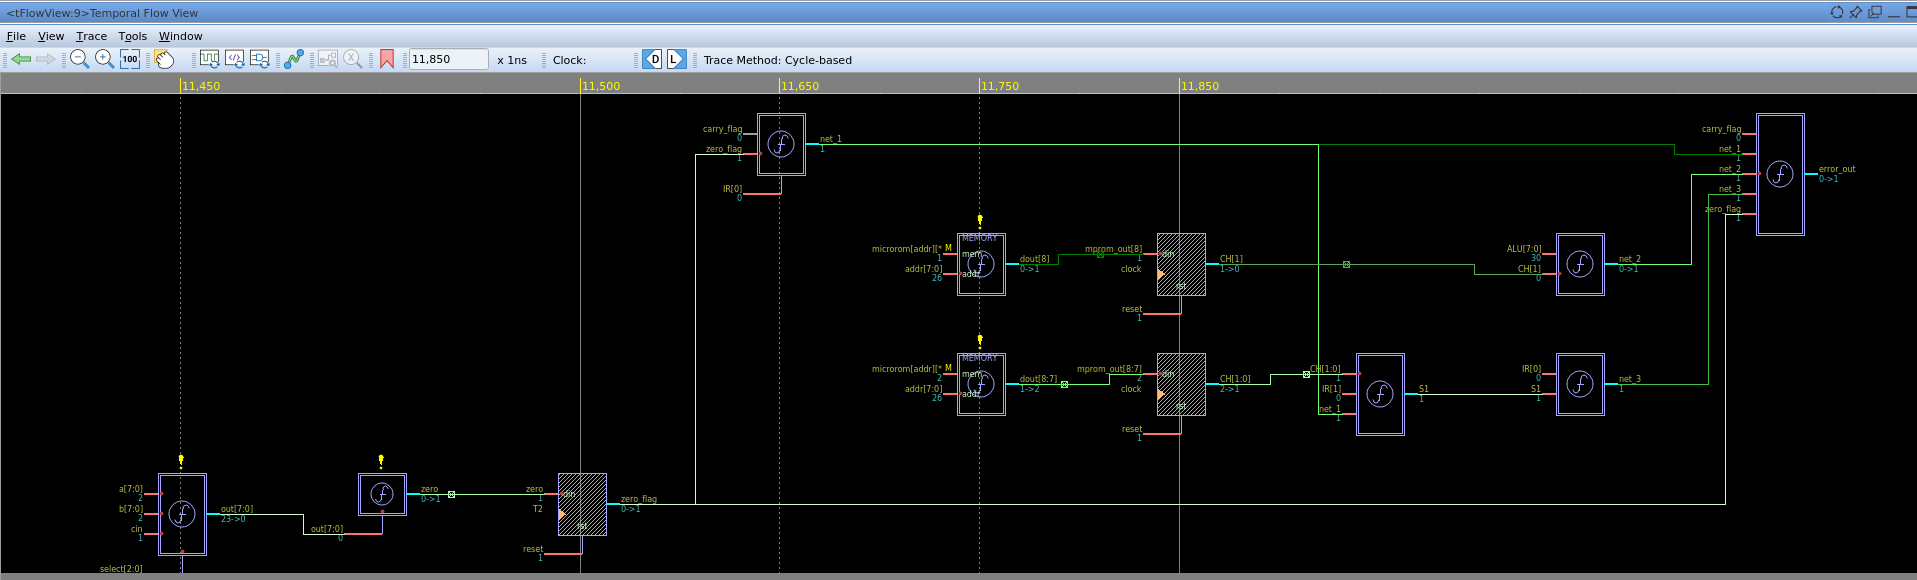 <tFlowView:9>Temporal Flow View
File View Trace Tools Window
100 11,850 x 1ns Clock: D L Trace Method: Cycle-based
11,450 11,500 11,650 11,750 11,850
carry_flag
0
zero_flag
1
IR[0]
0
net_1
1
carry_flag
0
net_1
1
net_2
1
net_3
1
zero_flag
1
error_out
0->1
MEMORY
microrom[addr][* M
1
mem
addr[7:0]
26
addr
dout[8]
0->1
mprom_out[8]
1
din
clock
rst
reset
1
CH[1]
1->0
ALU[7:0]
30
CH[1]
0
net_2
0->1
MEMORY
microrom[addr][* M
2
mem
addr[7:0]
26
addr
dout[8:7]
1->2
mprom_out[8:7]
2
din
clock
rst
reset
1
CH[1:0]
2->1
CH[1:0]
1
IR[1]
0
net_1
1
S1
1
IR[0]
0
S1
1
net_3
1
a[7:0]
2
b[7:0]
2
cin
1
select[2:0]
out[7:0]
23->0
out[7:0]
0
zero
0->1
zero
1
din
T2
rst
reset
1
zero_flag
0->1